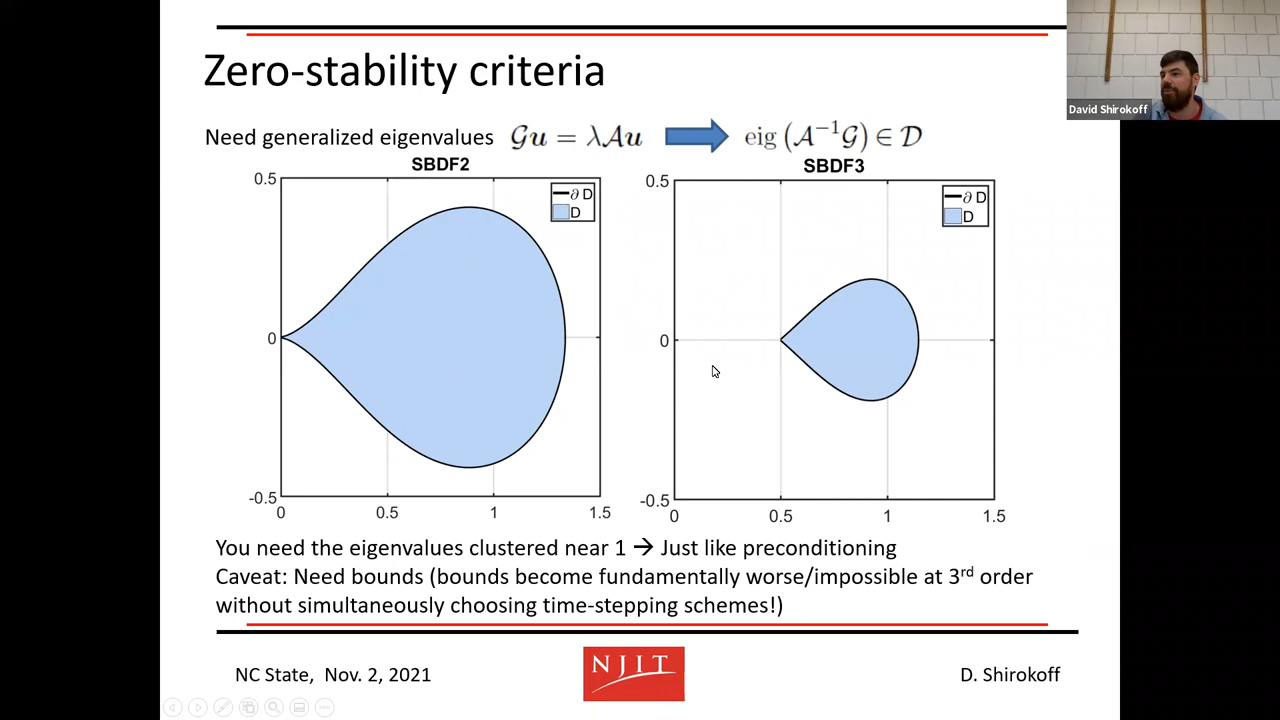 Zero-stability criteria
David Shirokoff
Need generalized eigenvalues 𝒢u = λ𝒜u eig (𝒜⁻¹𝒢) ∈ 𝒟
SBDF2
0.5
0
-0.5
0 0.5 1 1.5
∂ D
D
SBDF3
0.5
0
-0.5
0 0.5 1 1.5
∂ D
D
You need the eigenvalues clustered near 1 → Just like preconditioning
Caveat: Need bounds (bounds become fundamentally worse/impossible at 3rd order
without simultaneously choosing time-stepping schemes!)
NC State, Nov. 2, 2021
NJIT
D. Shirokoff